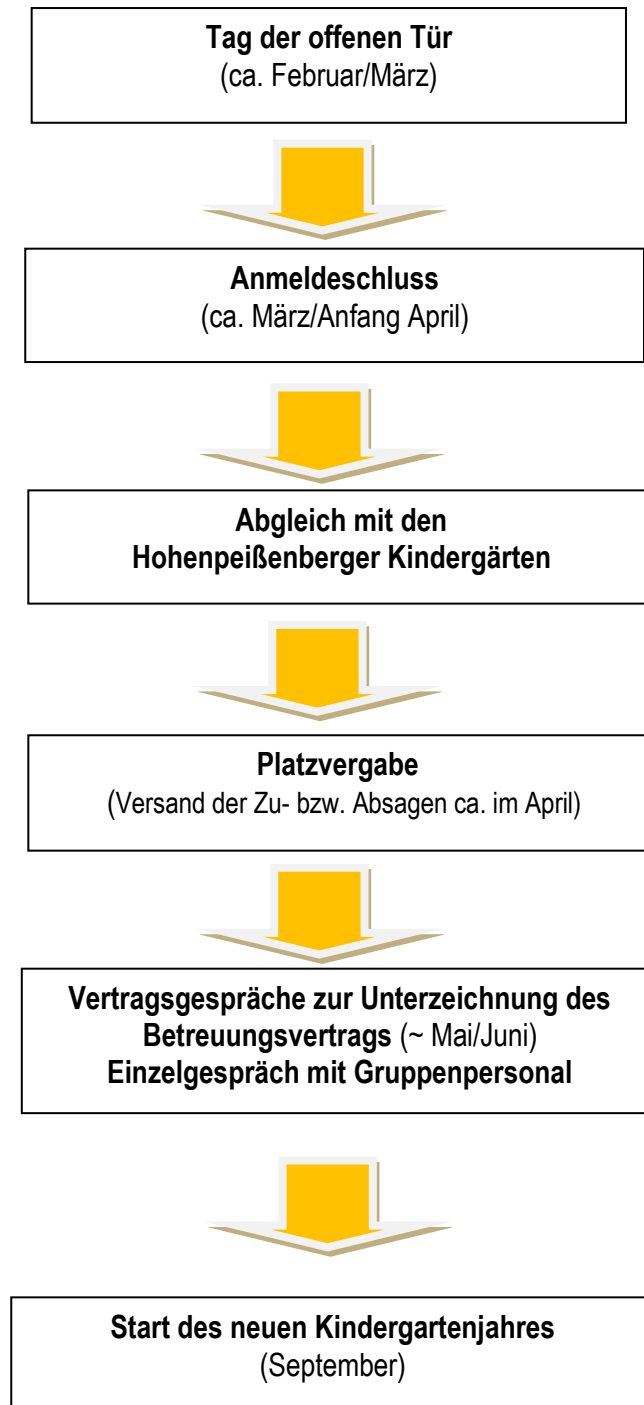 Tag der offenen Tür
(ca. Februar/März)
Anmeldeschluss
(ca. März/Anfang April)
Abgleich mit den
Hohenpeißenberger Kindergärten
Platzvergabe
(Versand der Zu- bzw. Absagen ca. im April)
Vertragsgespräche zur Unterzeichnung des
Betreuungsvertrags (~ Mai/Juni)
Einzelgespräch mit Gruppenpersonal
Start des neuen Kindergartenjahres
(September)